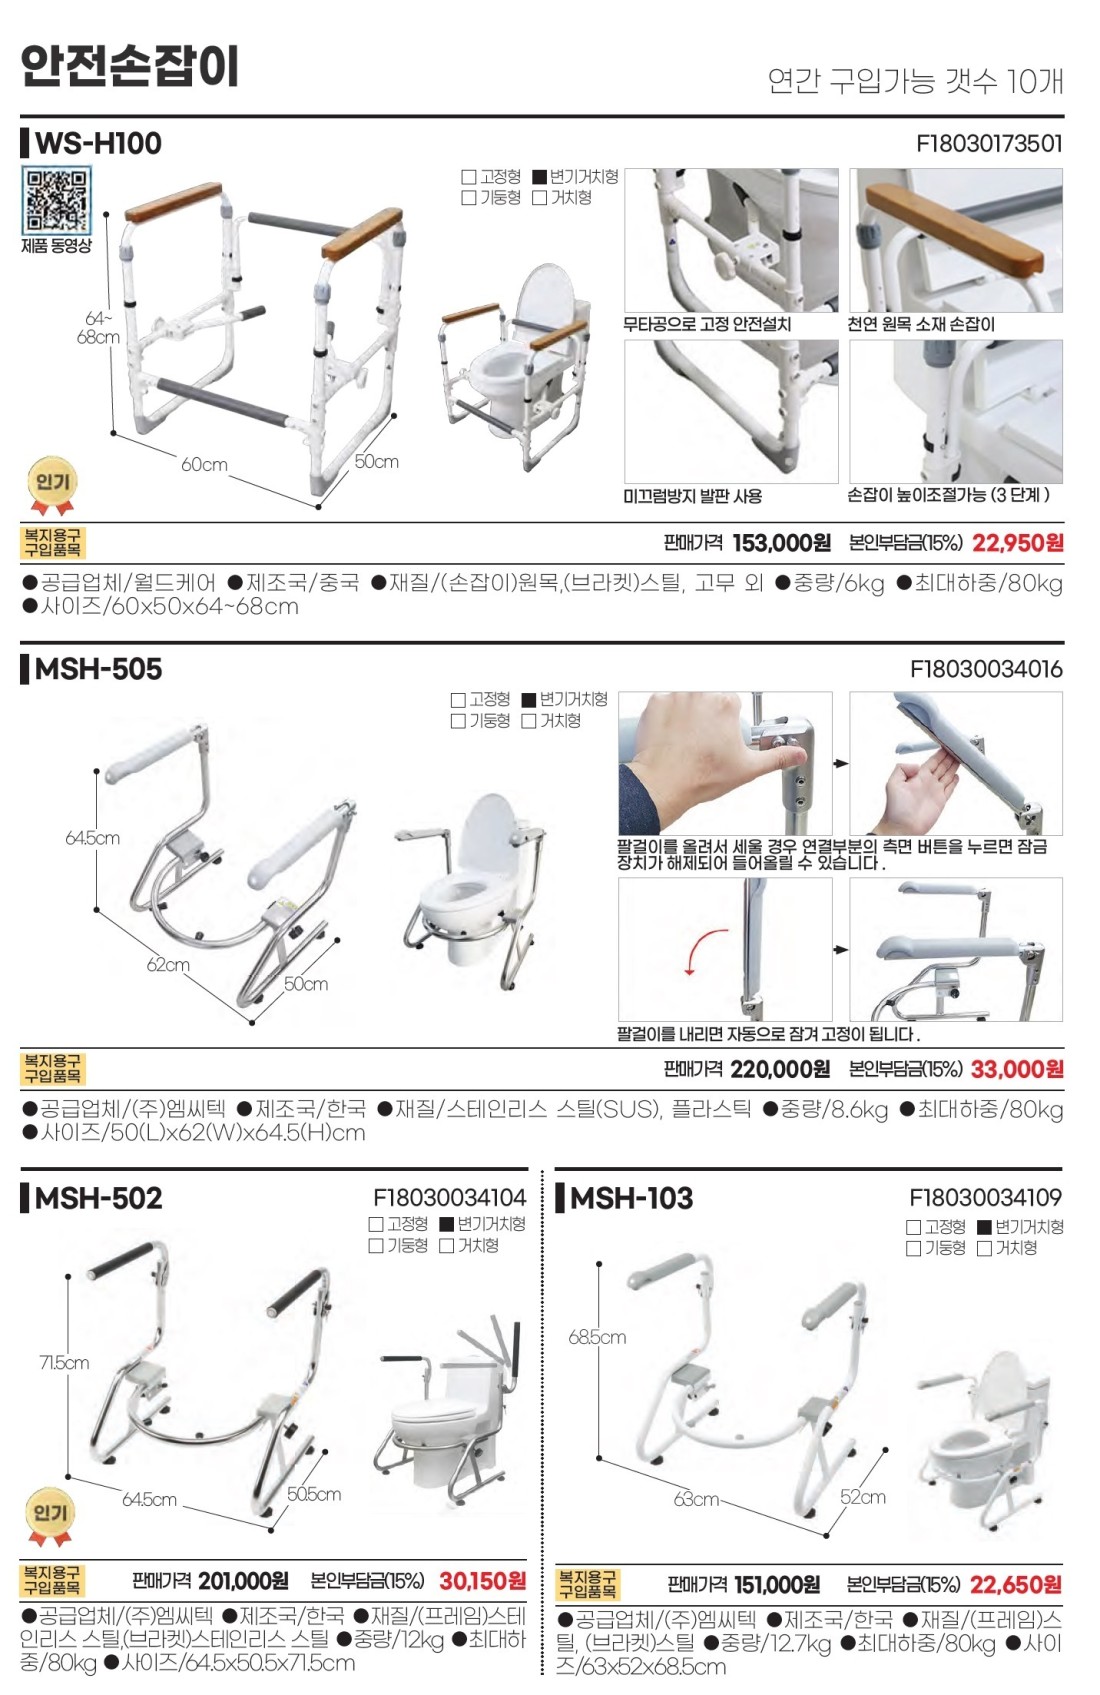 안전손잡이
연간 구입가능 갯수 10개
WS-H100
F18030173501
제품 동영상
□ 고정형 ■ 변기거치형
□ 기둥형 □ 거치형
64~
68cm
60cm
50cm
인기
무타공으로 고정 안전설치
천연 원목 소재 손잡이
미끄럼방지 발판 사용
손잡이 높이조절가능 (3 단계 )
복지용구
구입품목
판매가격 153,000원 본인부담금(15%) 22,950원
●공급업체/월드케어 ●제조국/중국 ●재질/(손잡이)원목,(브라켓)스틸, 고무 외 ●중량/6kg ●최대하중/80kg
●사이즈/60x50x64~68cm
MSH-505
F18030034016
□ 고정형 ■ 변기거치형
□ 기둥형 □ 거치형
64.5cm
62cm
50cm
팔걸이를 올려서 세울 경우 연결부분의 측면 버튼을 누르면 잠금
장치가 해제되어 들어올릴 수 있습니다 .
팔걸이를 내리면 자동으로 잠겨 고정이 됩니다 .
복지용구
구입품목
판매가격 220,000원 본인부담금(15%) 33,000원
●공급업체/(주)엠씨텍 ●제조국/한국 ●재질/스테인리스 스틸(SUS), 플라스틱 ●중량/8.6kg ●최대하중/80kg
●사이즈/50(L)x62(W)x64.5(H)cm
MSH-502
F18030034104
□ 고정형 ■ 변기거치형
□ 기둥형 □ 거치형
71.5cm
64.5cm
50.5cm
인기
복지용구
구입품목
판매가격 201,000원 본인부담금(15%) 30,150원
●공급업체/(주)엠씨텍 ●제조국/한국 ●재질/(프레임)스테
인리스 스틸,(브라켓)스테인리스 스틸 ●중량/12kg ●최대하
중/80kg ●사이즈/64.5x50.5x71.5cm
MSH-103
F18030034109
□ 고정형 ■ 변기거치형
□ 기둥형 □ 거치형
68.5cm
63cm
52cm
복지용구
구입품목
판매가격 151,000원 본인부담금(15%) 22,650원
●공급업체/(주)엠씨텍 ●제조국/한국 ●재질/(프레임)스
틸, (브라켓)스틸 ●중량/12.7kg ●최대하중/80kg ●사이
즈/63x52x68.5cm